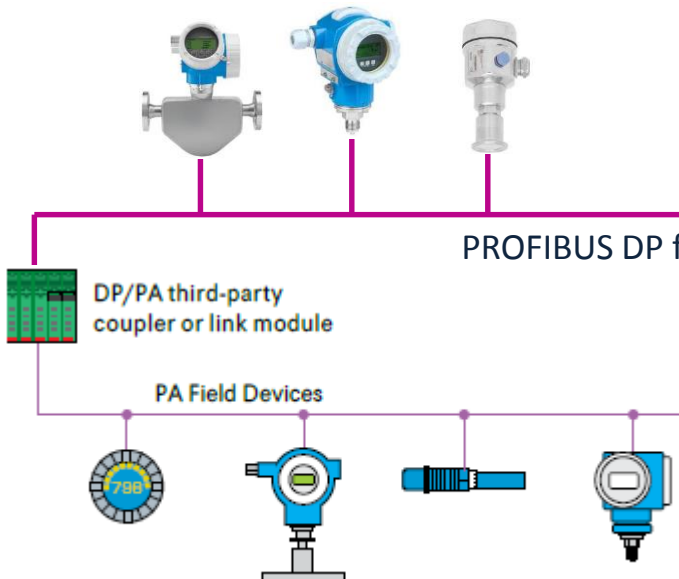 PROFIBUS DP f
DP/PA third-party
coupler or link module
PA Field Devices
798